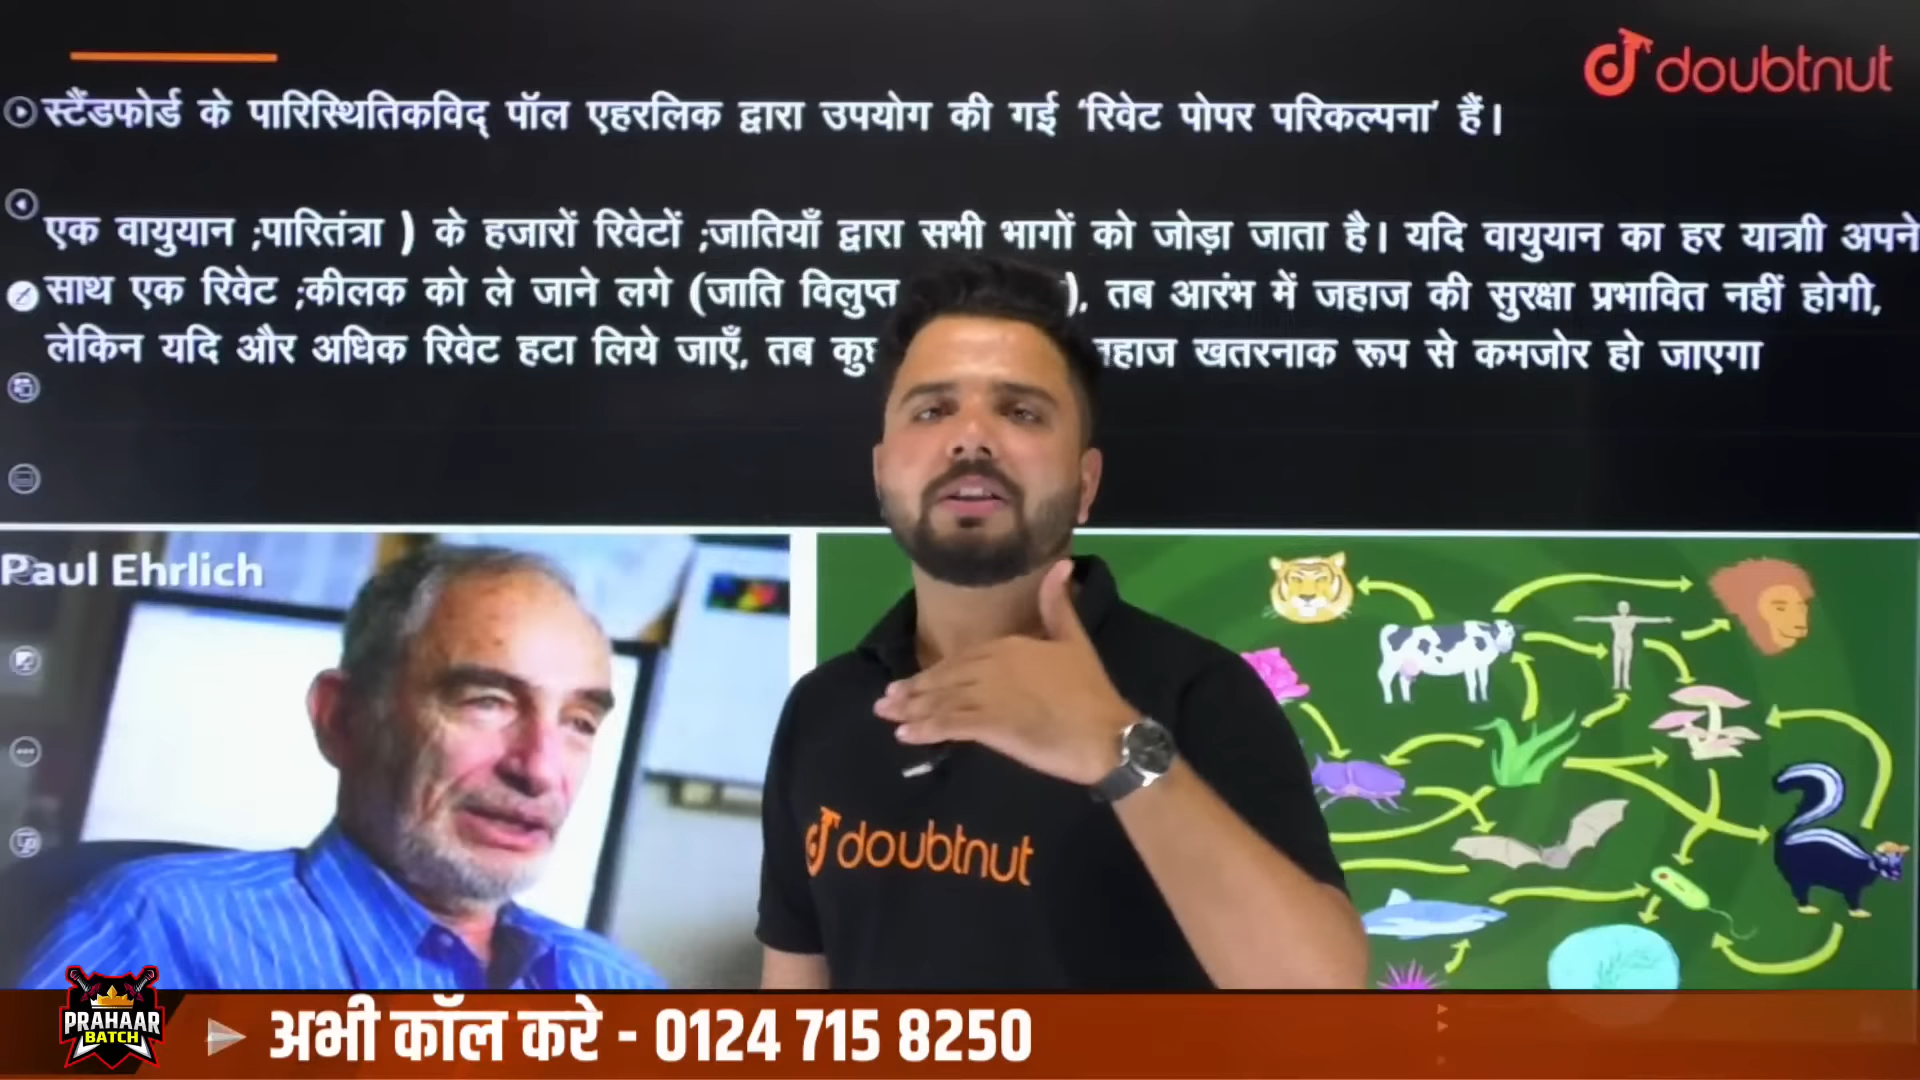 doubtnut
स्टैंडफोर्ड के पारिस्थितिकविद् पॉल एहरलिक द्वारा उपयोग की गई ‘रिवेट पोपर परिकल्पना’ हैं।
एक वायुयान ;पारितंत्रा ) के हजारों रिवेटों ;जातियाँ द्वारा सभी भागों को जोड़ा जाता है। यदि वायुयान का हर यात्राी अपने
साथ एक रिवेट ;कीलक को ले जाने लगे (जाति विलुप्त ), तब आरंभ में जहाज की सुरक्षा प्रभावित नहीं होगी,
लेकिन यदि और अधिक रिवेट हटा लिये जाएँ, तब खतरनाक रूप से कमजोर हो जाएगा
Paul Ehrlich
doubtnut
PRAHAAR
BATCH
अभी कॉल करे - 0124 715 8250